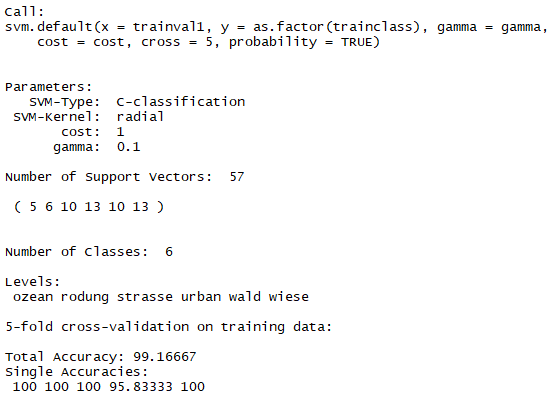 Call:
svm.default(x = trainval1, y = as.factor(trainclass), gamma = gamma,
    cost = cost, cross = 5, probability = TRUE)
Parameters:
   SVM-Type:  C-classification
 SVM-Kernel:  radial
       cost:  1
      gamma:  0.1
Number of Support Vectors:  57
 ( 5 6 10 13 10 13 )
Number of Classes:  6
Levels:
 ozean rodung strasse urban wald wiese
5-fold cross-validation on training data:
Total Accuracy: 99.16667
Single Accuracies:
 100 100 100 95.83333 100